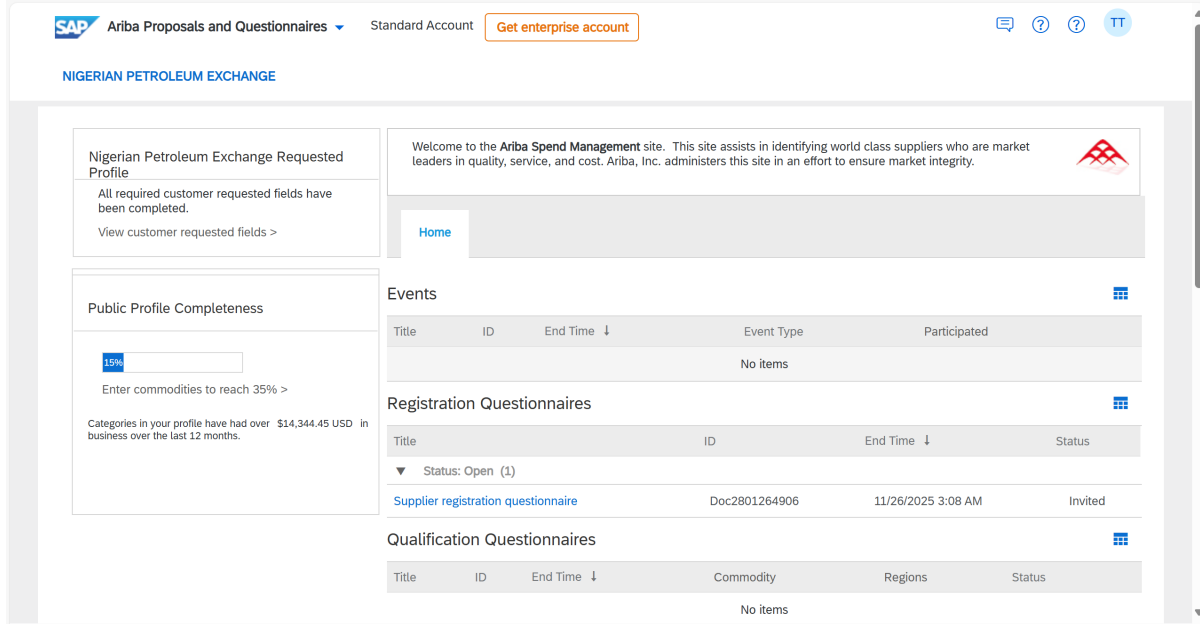 SAP Ariba Proposals and Questionnaires Standard Account Get enterprise account ? ? TT
NIGERIAN PETROLEUM EXCHANGE
Nigerian Petroleum Exchange Requested
Profile
All required customer requested fields have
been completed.
View customer requested fields >
Public Profile Completeness
15%
Enter commodities to reach 35% >
Categories in your profile have had over $14,344.45 USD in
business over the last 12 months.
Welcome to the Ariba Spend Management site. This site assists in identifying world class suppliers who are market
leaders in quality, service, and cost. Ariba, Inc. administers this site in an effort to ensure market integrity.
Home
Events
Title ID End Time ↓ Event Type Participated
No items
Registration Questionnaires
Title ID End Time ↓ Status
▼ Status: Open (1)
Supplier registration questionnaire Doc2801264906 11/26/2025 3:08 AM Invited
Qualification Questionnaires
Title ID End Time ↓ Commodity Regions Status
No items